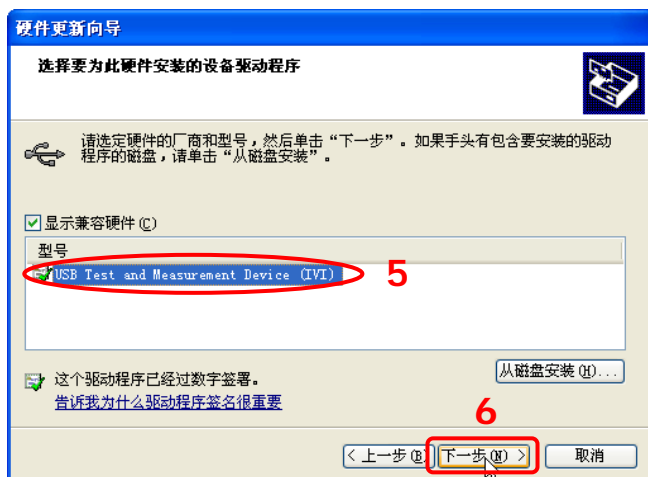 硬件更新向导
选择要为此硬件安装的设备驱动程序
请选定硬件的厂商和型号，然后单击“下一步”。如果手头有包含要安装的驱动
程序的磁盘，请单击“从磁盘安装”。
显示兼容硬件(C)
型号
USB Test and Measurement Device (IVI)
5
这个驱动程序已经过数字签署。
从磁盘安装(H)...
告诉我为什么驱动程序签名很重要
6
< 上一步(B)
下一步(N) >
取消